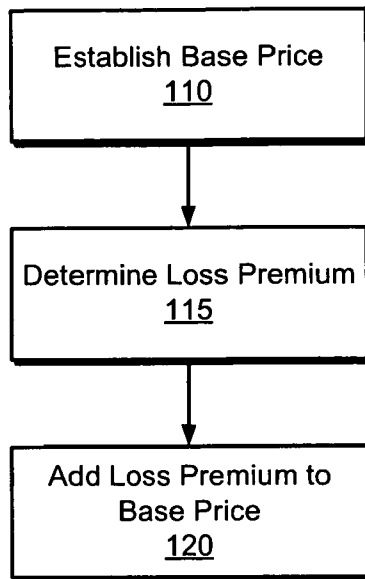 Establish Base Price
110
Determine Loss Premium
115
Add Loss Premium to
Base Price
120